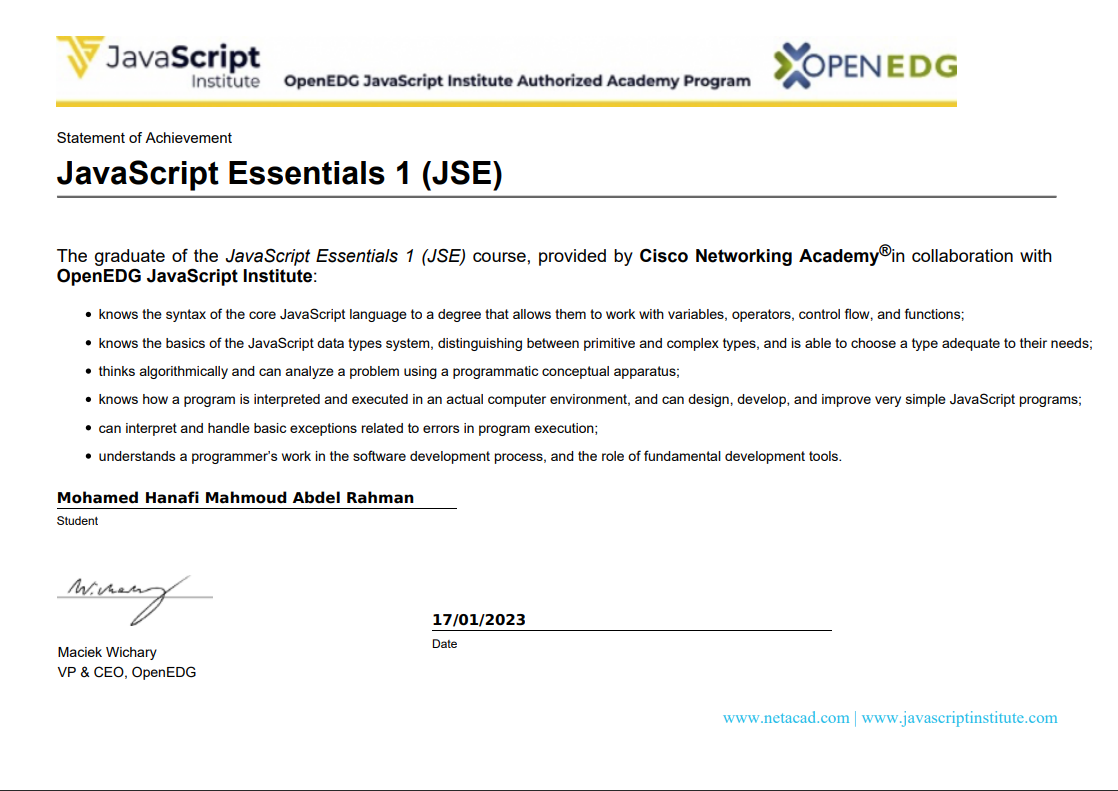 JavaScript
Institute
OpenEDG JavaScript Institute Authorized Academy Program
OPENEDG
Statement of Achievement
JavaScript Essentials 1 (JSE)
The graduate of the JavaScript Essentials 1 (JSE) course, provided by Cisco Networking Academy®in collaboration with
OpenEDG JavaScript Institute:
• knows the syntax of the core JavaScript language to a degree that allows them to work with variables, operators, control flow, and functions;
• knows the basics of the JavaScript data types system, distinguishing between primitive and complex types, and is able to choose a type adequate to their needs;
• thinks algorithmically and can analyze a problem using a programmatic conceptual apparatus;
• knows how a program is interpreted and executed in an actual computer environment, and can design, develop, and improve very simple JavaScript programs;
• can interpret and handle basic exceptions related to errors in program execution;
• understands a programmer’s work in the software development process, and the role of fundamental development tools.
Mohamed Hanafi Mahmoud Abdel Rahman
Student
W.Wichary
17/01/2023
Date
Maciek Wichary
VP & CEO, OpenEDG
www.netacad.com | www.javascriptinstitute.com